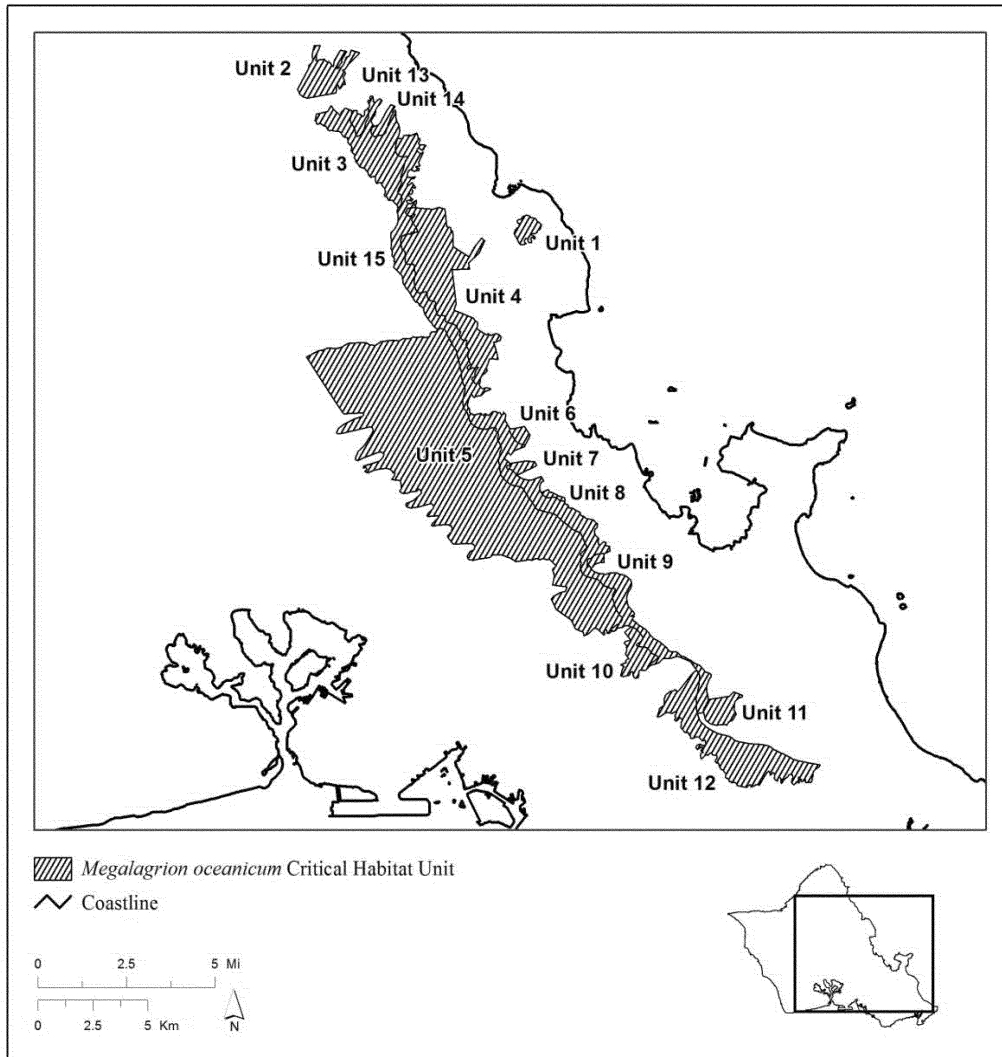 Unit 2
Unit 13
Unit 14
Unit 3
Unit 1
Unit 15
Unit 4
Unit 6
Unit 5
Unit 7
Unit 8
Unit 9
Unit 10
Unit 11
Unit 12
Megalagrion oceanicum Critical Habitat Unit
Coastline
0 2.5 5 Mi
0 2.5 5 Km
N